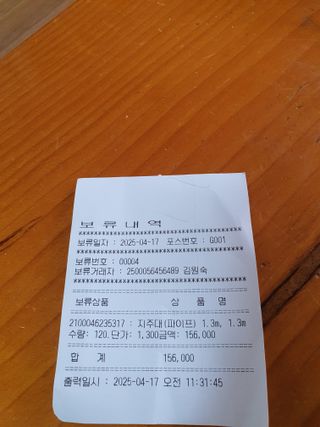 보 류 내 역
보류일자 : 2025-04-17 포스번호 : G001
보류번호 : 00004
보류거래자 : 2500056456489 김원숙
보류상품 상 품 명
2100046235317 : 지주대(파이프) 1.3m, 1.3m
수량: 120.단가: 1,300금액: 156,000
합 계 156,000
출력일시 : 2025-04-17 오전 11:31:45